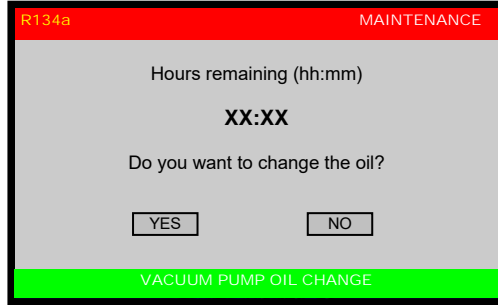 R134a MAINTENANCE
Hours remaining (hh:mm)
XX:XX
Do you want to change the oil?
YES NO
VACUUM PUMP OIL CHANGE